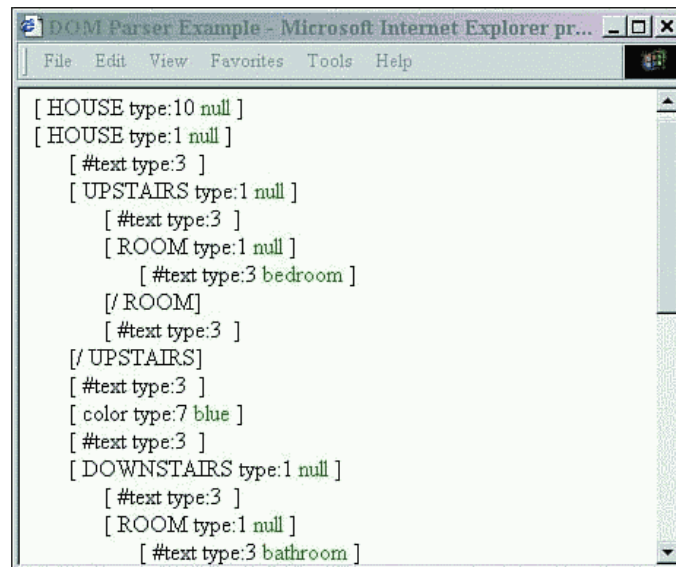 DOM Parser Example - Microsoft Internet Explorer pr...
File Edit View Favorites Tools Help
[ HOUSE type:10 null ]
[ HOUSE type:1 null ]
[ #text type:3 ]
[ UPSTAIRS type:1 null ]
[ #text type:3 ]
[ ROOM type:1 null ]
[ #text type:3 bedroom ]
[/ ROOM]
[ #text type:3 ]
[/ UPSTAIRS]
[ #text type:3 ]
[ color type:7 blue ]
[ #text type:3 ]
[ DOWNSTAIRS type:1 null ]
[ #text type:3 ]
[ ROOM type:1 null ]
[ #text type:3 bathroom ]